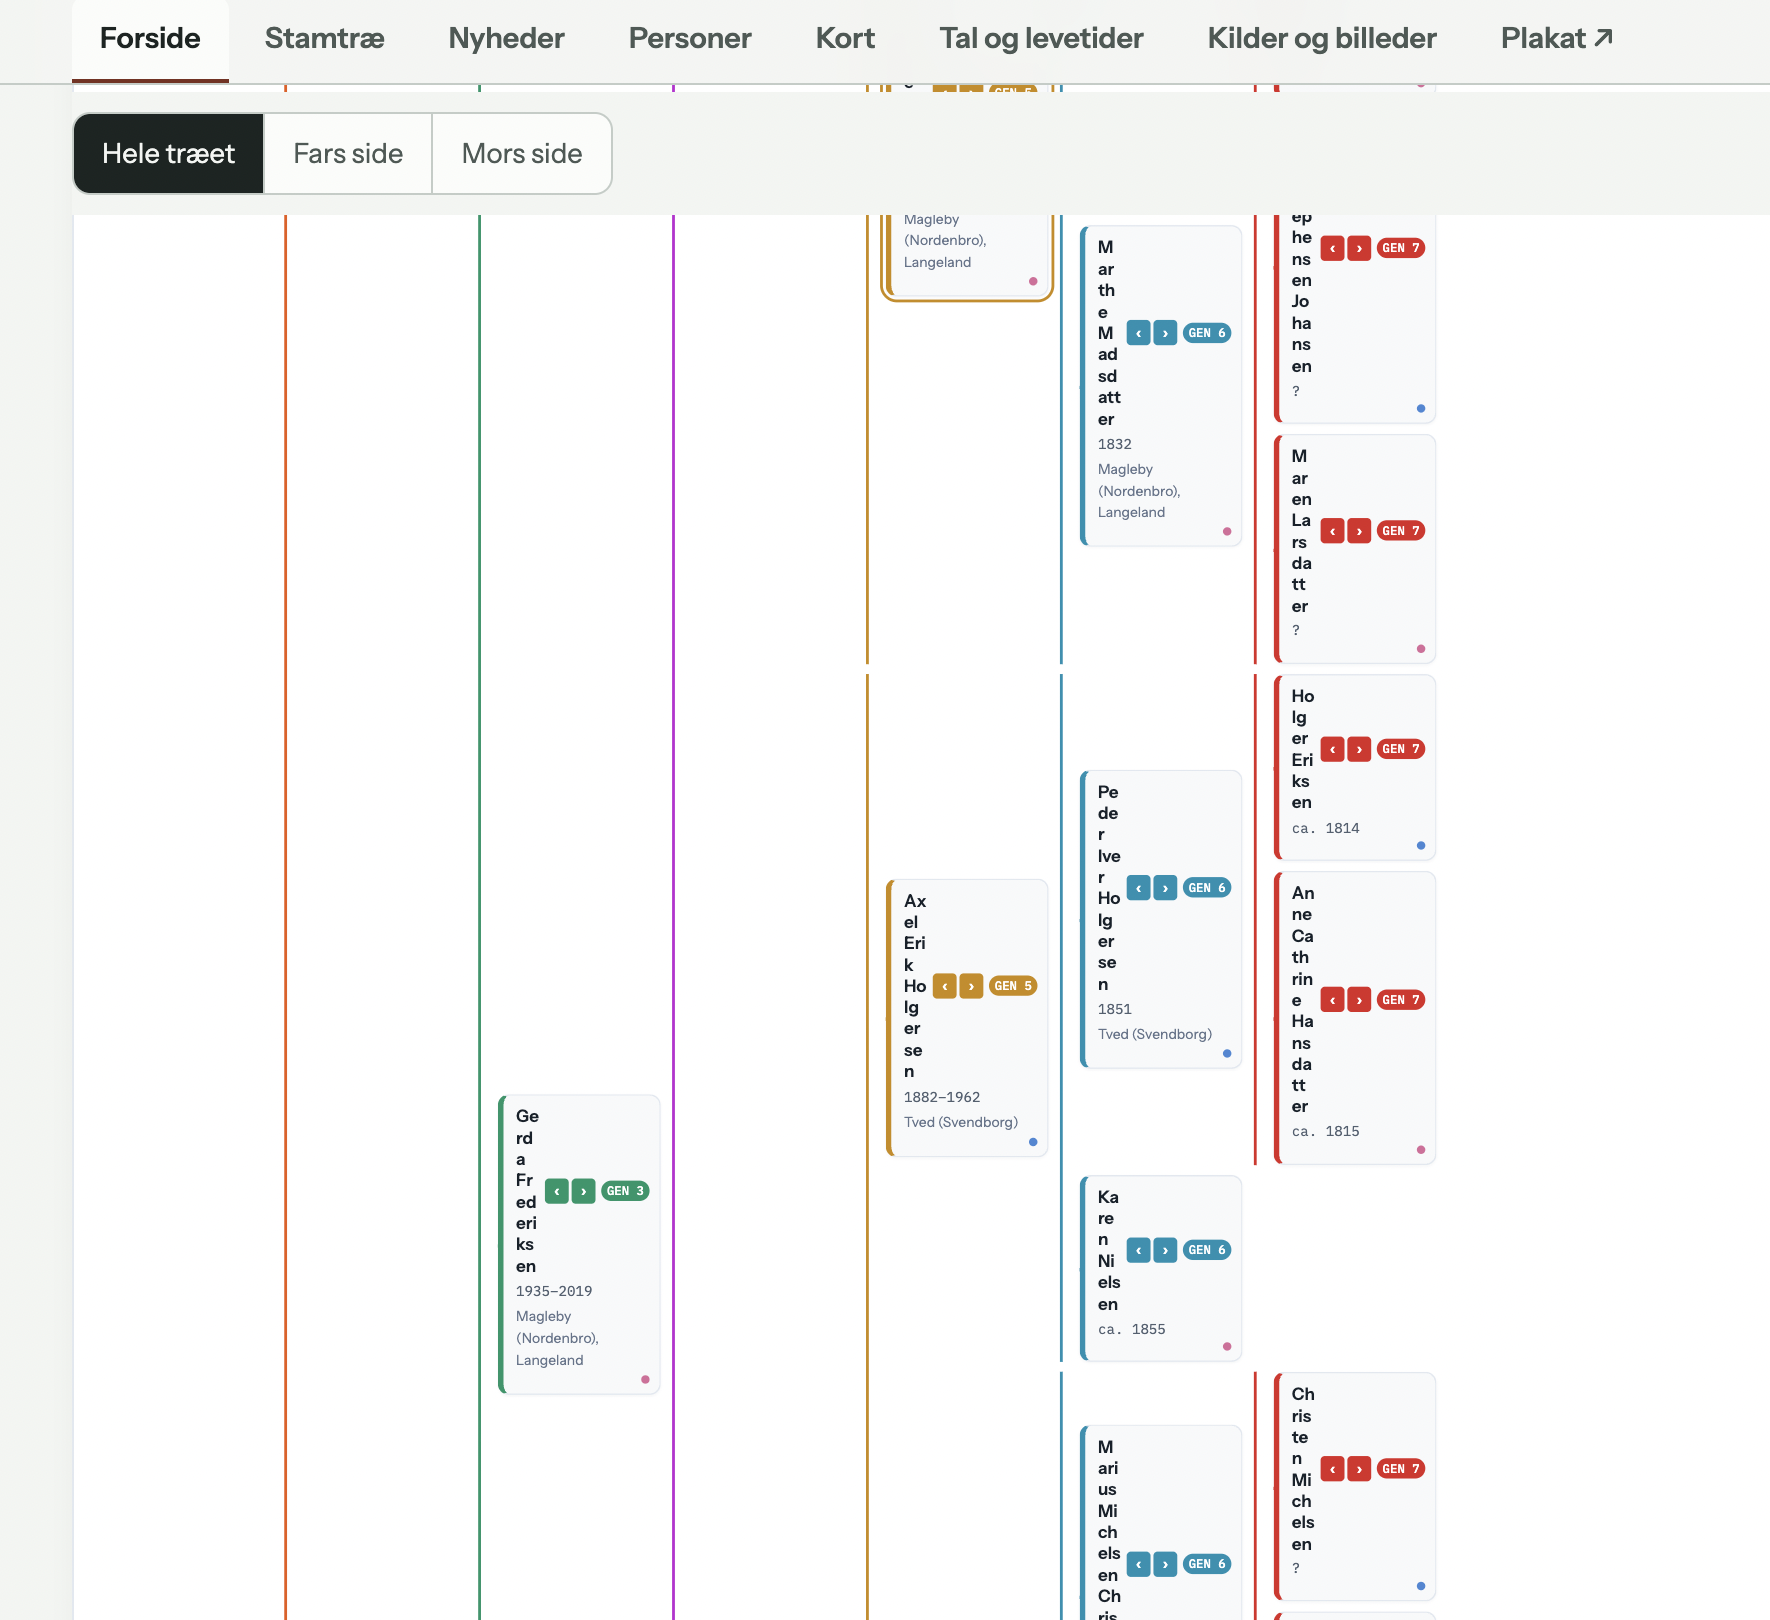 Forside
Stamtræ
Nyheder
Personer
Kort
Tal og levetider
Kilder og billeder
Plakat ↗
Hele træet
Fars side
Mors side
Magleby
(Nordenbro),
Langeland
M
ar
th
e
M
ad
sd
att
er
‹ › GEN 6
1832
Magleby
(Nordenbro),
Langeland
ep
he
ns
en
Jo
ha
ns
en
‹ › GEN 7
?
M
ar
en
La
rs
da
tt
er
‹ › GEN 7
?
Ho
lg
er
Eri
ks
en
‹ › GEN 7
ca. 1814
Pe
de
r
Ive
r
Ho
lg
er
se
n
‹ › GEN 6
1851
Tved (Svendborg)
An
ne
Ca
th
rin
e
Ha
ns
da
tt
er
‹ › GEN 7
ca. 1815
Ax
el
Eri
k
Ho
lg
er
se
n
‹ › GEN 5
1882–1962
Tved (Svendborg)
Ge
rd
a
Fr
ed
eri
ks
en
‹ › GEN 3
1935–2019
Magleby
(Nordenbro),
Langeland
Ka
re
n
Ni
els
en
‹ › GEN 6
ca. 1855
Ch
ris
te
n
Mi
ch
els
en
‹ › GEN 7
?
M
ari
us
Mi
ch
els
en
Ch
ris
‹ › GEN 6